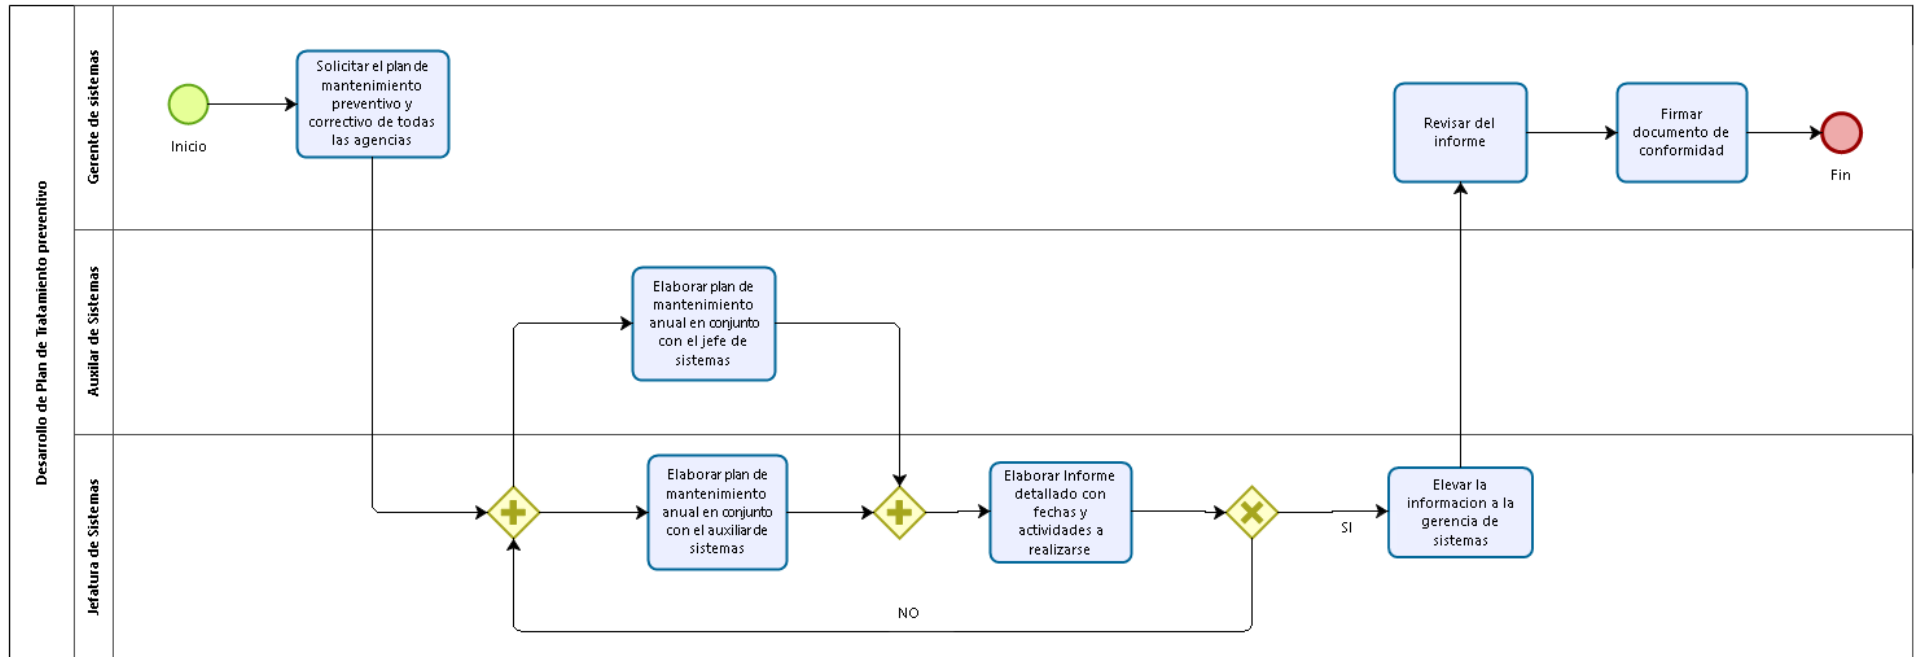 Desarrollo de Plan de Tratamiento preventivo
Gerente de sistemas
Inicio
Solicitar el plan de
mantenimiento
preventivo y
correctivo de todas
las agencias
Revisar del
informe
Firmar
documento de
conformidad
Fin
Auxilar de Sistemas
Elaborar plan de
mantenimiento
anual en conjunto
con el jefe de
sistemas
Jefatura de Sistemas
Elaborar plan de
mantenimiento
anual en conjunto
con el auxiliar de
sistemas
Elaborar Informe
detallado con
fechas y
actividades a
realizarse
SI
Elevar la
informacion a la
gerencia de
sistemas
NO